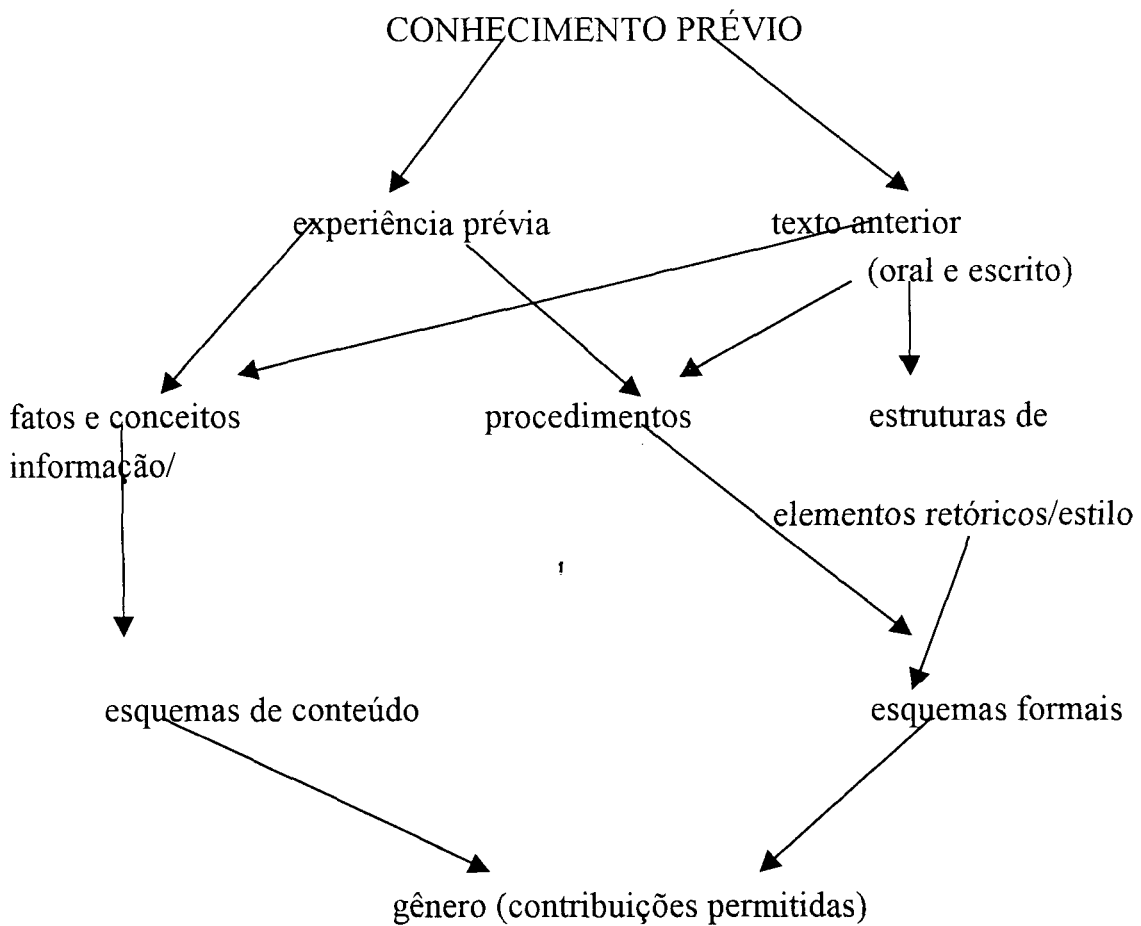 CONHECIMENTO PRÉVIO
experiência prévia texto anterior
(oral e escrito)
fatos e conceitos procedimentos estruturas de
informação/
elementos retóricos/estilo
esquemas de conteúdo esquemas formais
gênero (contribuições permitidas)